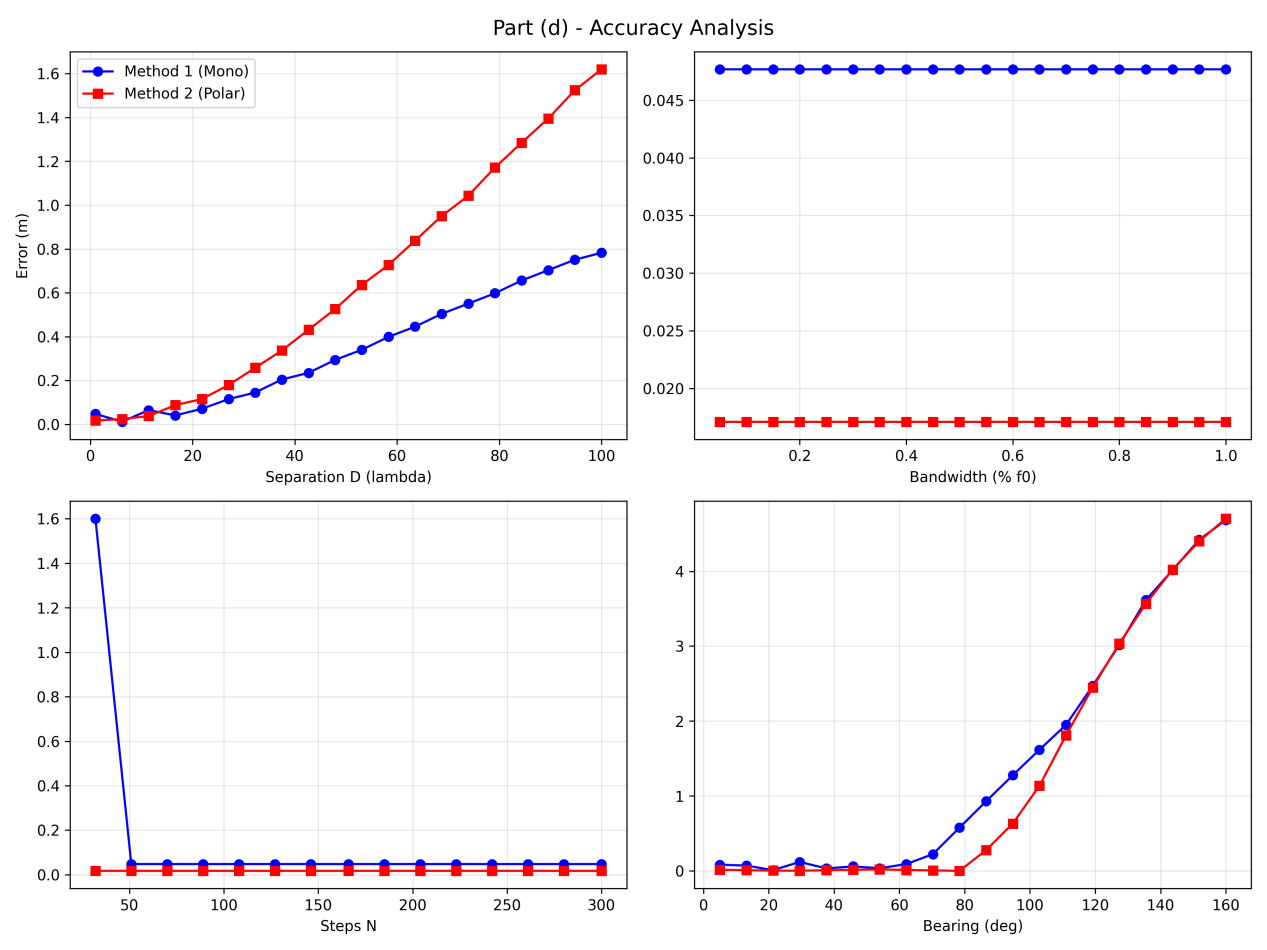 Part (d) - Accuracy Analysis
Method 1 (Mono)
Method 2 (Polar)
1.6
1.4
1.2
1.0
0.8
0.6
0.4
0.2
0.0
Error (m)
0 20 40 60 80 100
Separation D (lambda)
0.045
0.040
0.035
0.030
0.025
0.020
0.2 0.4 0.6 0.8 1.0
Bandwidth (% f0)
1.6
1.4
1.2
1.0
0.8
0.6
0.4
0.2
0.0
50 100 150 200 250 300
Steps N
4
3
2
1
0
0 20 40 60 80 100 120 140 160
Bearing (deg)